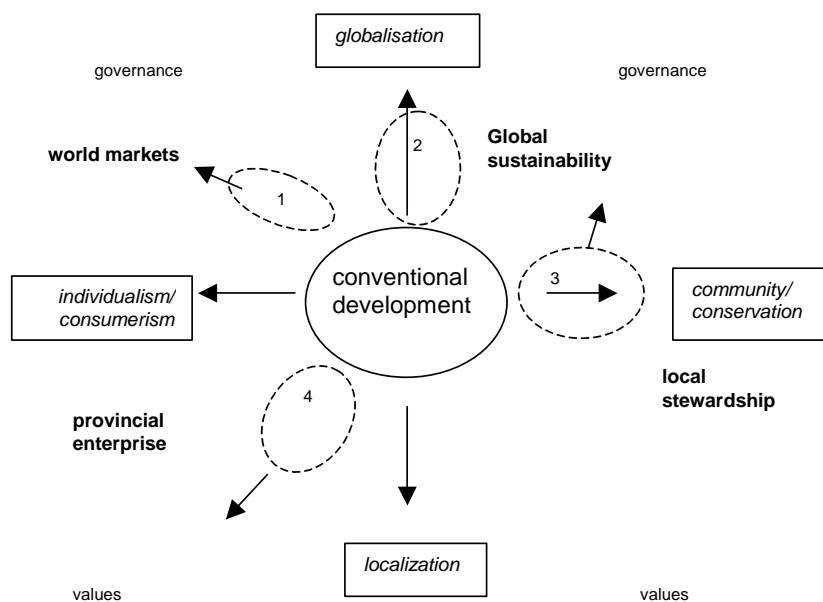 globalisation
governance
governance
world markets
2
Global
sustainability
1
conventional
development
3
individualism/
consumerism
community/
conservation
4
local
stewardship
provincial
enterprise
localization
values
values